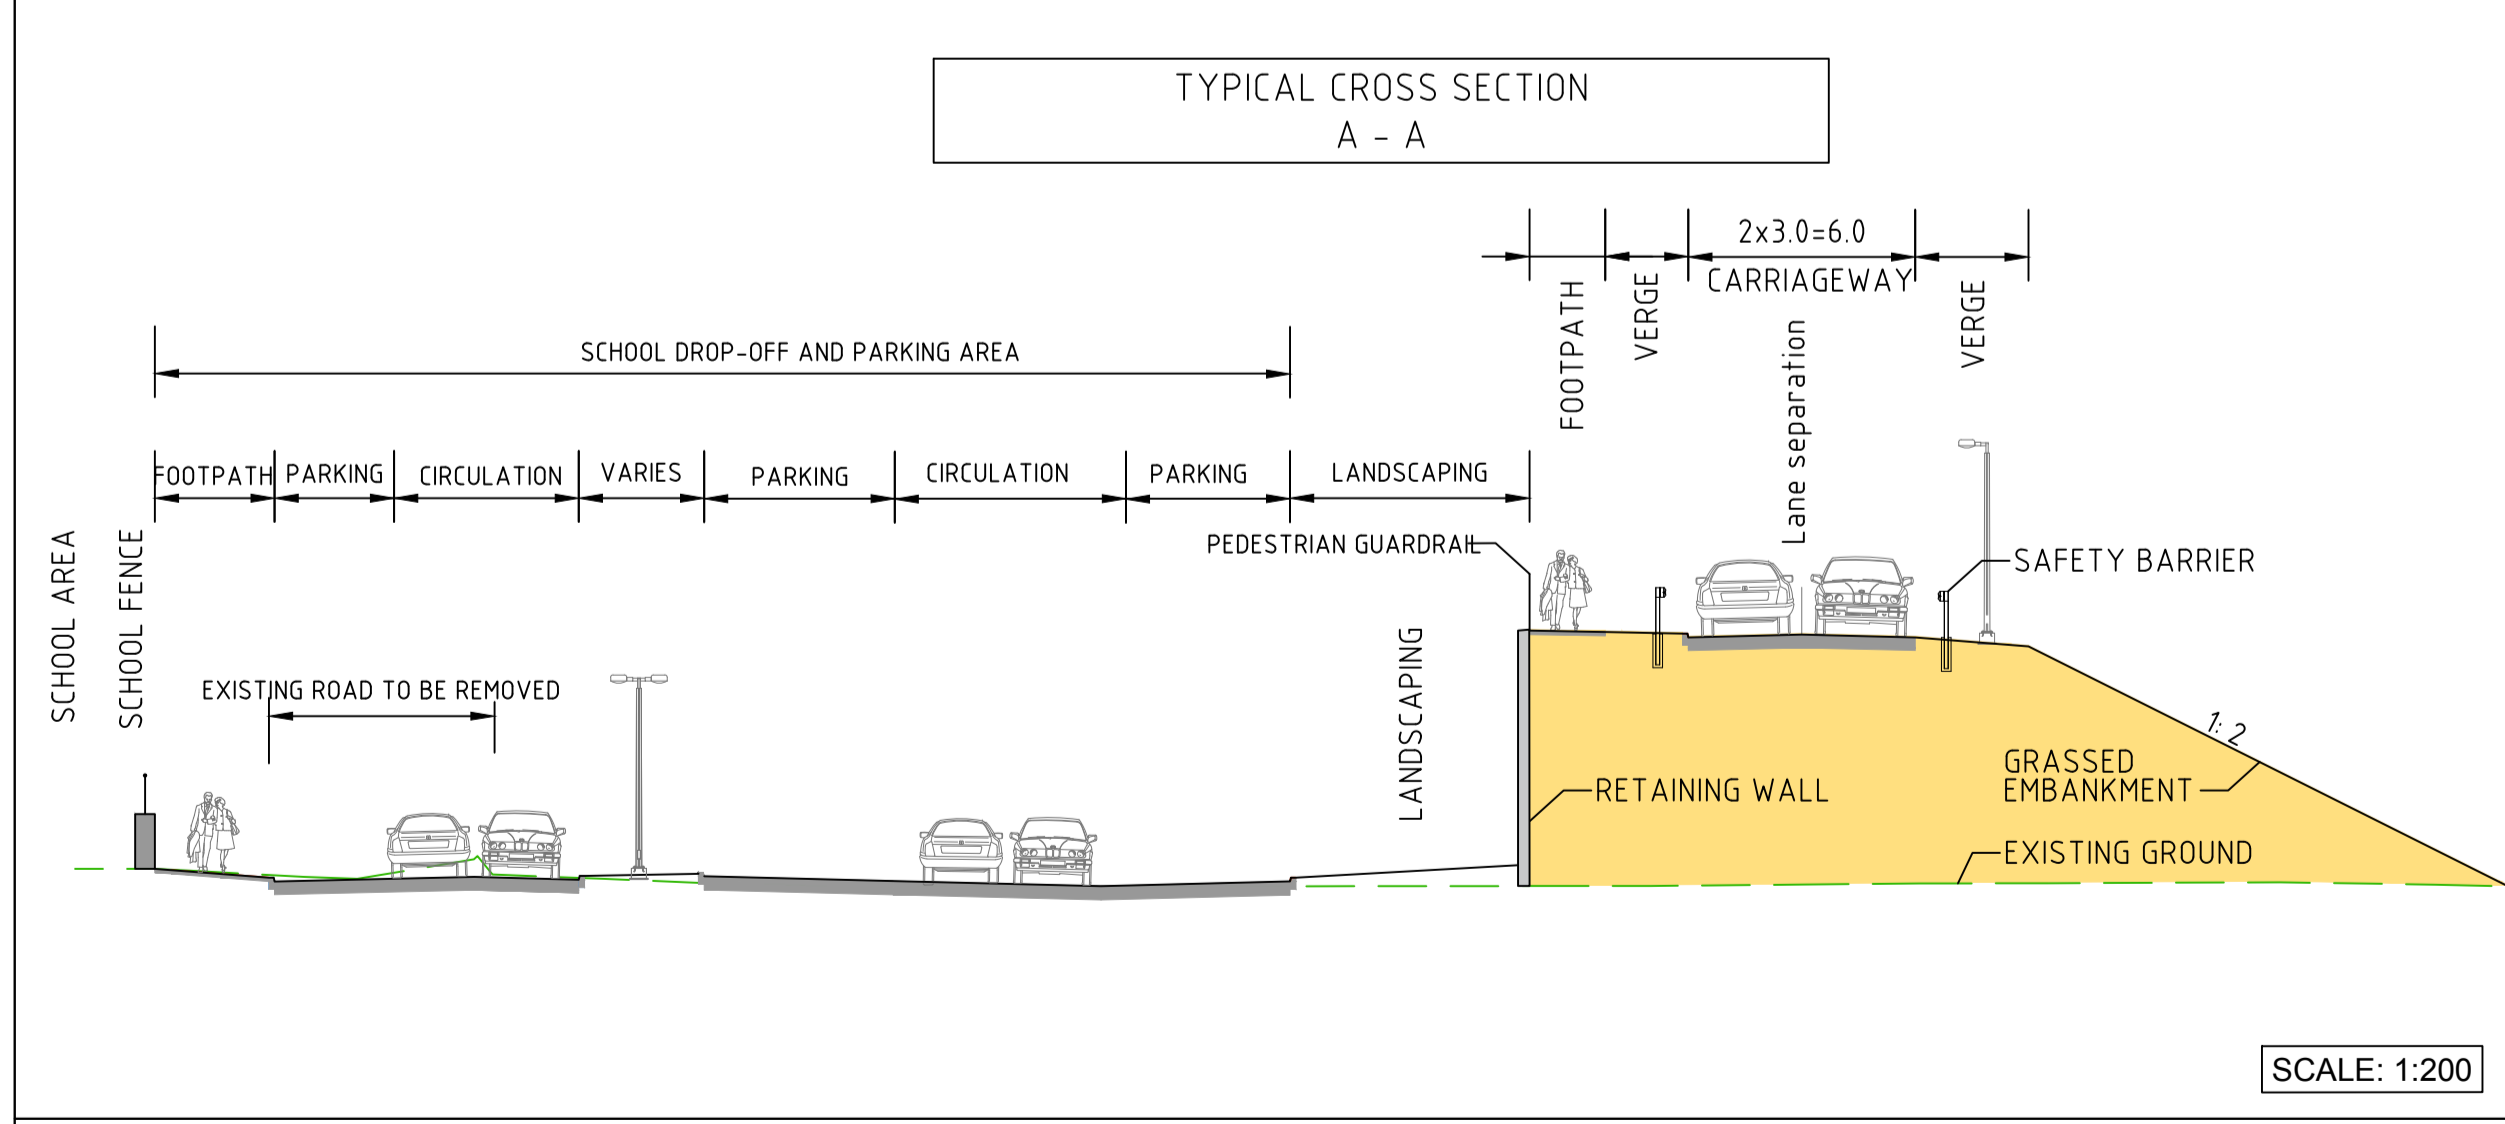 TYPICAL CROSS SECTION
A - A
2x3.0=6.0
CARRIAGEWAY
FOOTPATH
VERGE
Lane separation
VERGE
SCHOOL DROP-OFF AND PARKING AREA
FOOTPATH
PARKING
CIRCULATION
VARIES
PARKING
CIRCULATION
PARKING
LANDSCAPING
SCHOOL AREA
SCHOOL FENCE
PEDESTRIAN GUARDRAIL
SAFETY BARRIER
EXISTING ROAD TO BE REMOVED
LANDSCAPING
1: 2
GRASSED
EMBANKMENT
RETAINING WALL
EXISTING GROUND
SCALE: 1:200